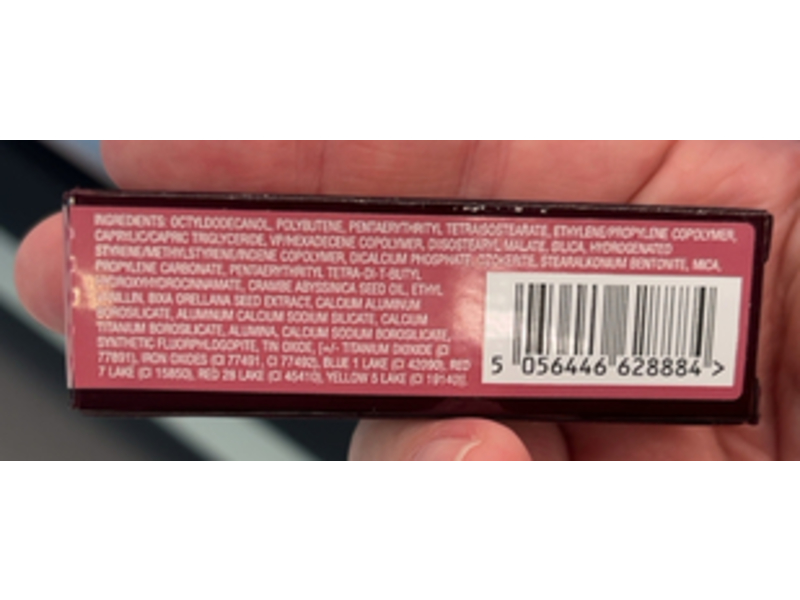 INGREDIENTS: OCTYLDODECANOL, POLYBUTENE, PENTAERYTHRITYL TETRAISOSTEARATE, ETHYLENE/PROPYLENE COPOLYMER,
CAPRYLIC/CAPRIC TRIGLYCERIDE, VP/HEXADECENE COPOLYMER, DIISOSTEARYL MALATE, SILICA, HYDROGENATED
STYRENE/METHYLSTYRENE/INDENE COPOLYMER, DICALCIUM PHOSPHATE, OZOKERITE, STEARALKONIUM BENTONITE, MICA,
PROPYLENE CARBONATE, PENTAERYTHRITYL TETRA-DI-T-BUTYL
HYDROXYHYDROCINNAMATE, CRAMBE ABYSSINICA SEED OIL, ETHYL
VANILLIN, BIXA ORELLANA SEED EXTRACT, CALCIUM ALUMINUM
BOROSILICATE, ALUMINUM CALCIUM SODIUM SILICATE, CALCIUM
TITANIUM BOROSILICATE, ALUMINA, CALCIUM SODIUM BOROSILICATE,
SYNTHETIC FLUORPHLOGOPITE, TIN OXIDE, [+/- TITANIUM DIOXIDE (CI
77891), IRON OXIDES (CI 77491, CI 77492), BLUE 1 LAKE (CI 42090), RED
7 LAKE (CI 15850), RED 28 LAKE (CI 45410), YELLOW 5 LAKE (CI 19140)].
5 056446 628884 >